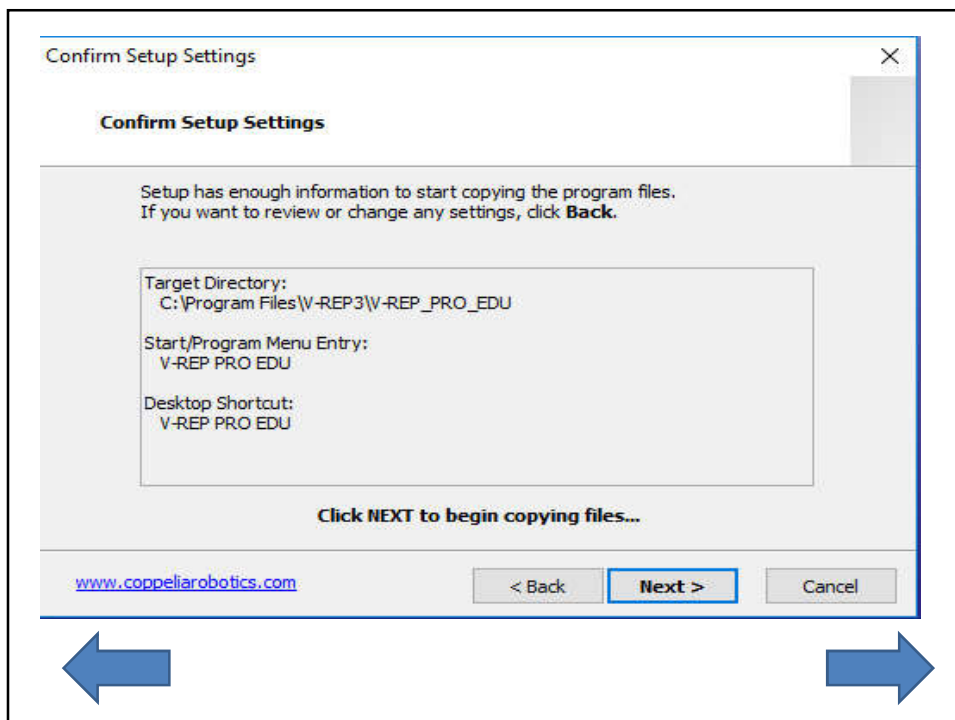 Confirm Setup Settings
Confirm Setup Settings
Setup has enough information to start copying the program files.
If you want to review or change any settings, click Back.
Target Directory:
C:\Program Files\V-REP3\V-REP_PRO_EDU
Start/Program Menu Entry:
V-REP PRO EDU
Desktop Shortcut:
V-REP PRO EDU
Click NEXT to begin copying files...
www.coppeliarobotics.com
< Back
Next >
Cancel